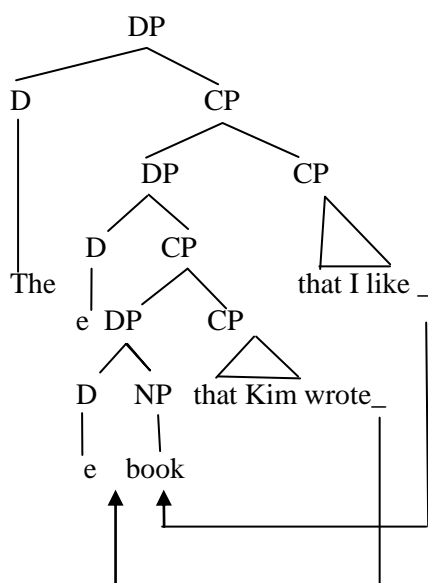 DP
D CP
DP CP
D CP
The that I like _
e DP CP
D NP that Kim wrote_
e book